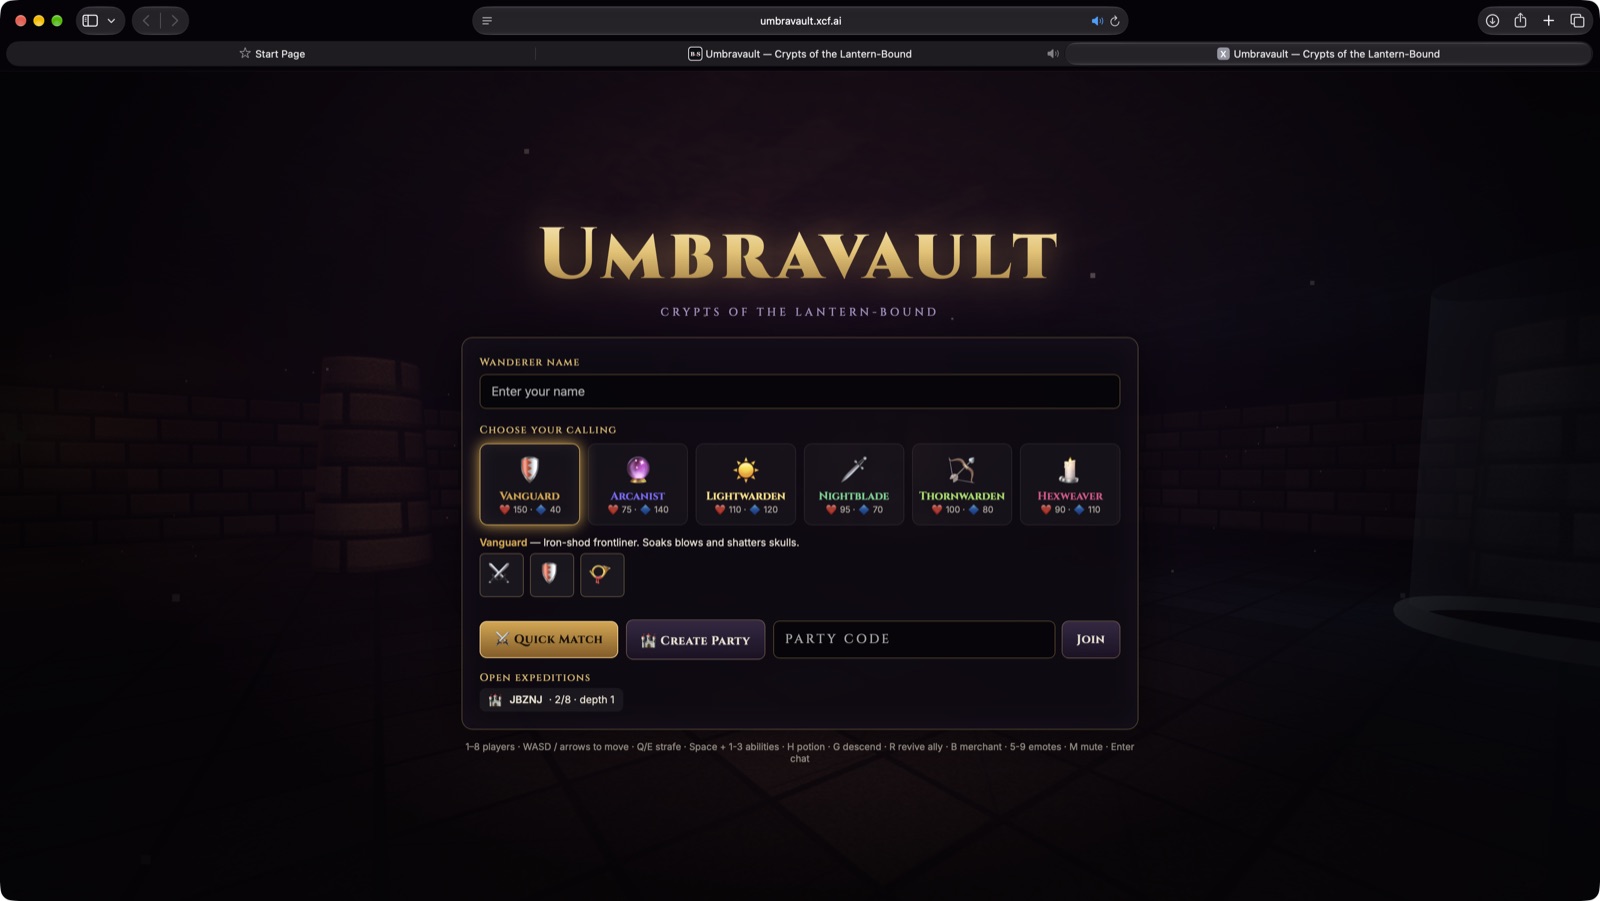 umbravault.xcf.ai
Start Page
B·S Umbravault — Crypts of the Lantern-Bound
X Umbravault — Crypts of the Lantern-Bound
UMBRAVAULT
CRYPTS OF THE LANTERN-BOUND
WANDERER NAME
Enter your name
CHOOSE YOUR CALLING
VANGUARD
150 · 40
ARCANIST
75 · 140
LIGHTWARDEN
110 · 120
NIGHTBLADE
95 · 70
THORNWARDEN
100 · 80
HEXWEAVER
90 · 110
Vanguard — Iron-shod frontliner. Soaks blows and shatters skulls.
QUICK MATCH
CREATE PARTY
PARTY CODE
JOIN
OPEN EXPEDITIONS
JBZNJ · 2/8 · depth 1
1–8 players · WASD / arrows to move · Q/E strafe · Space + 1-3 abilities · H potion · G descend · R revive ally · B merchant · 5-9 emotes · M mute · Enter
chat